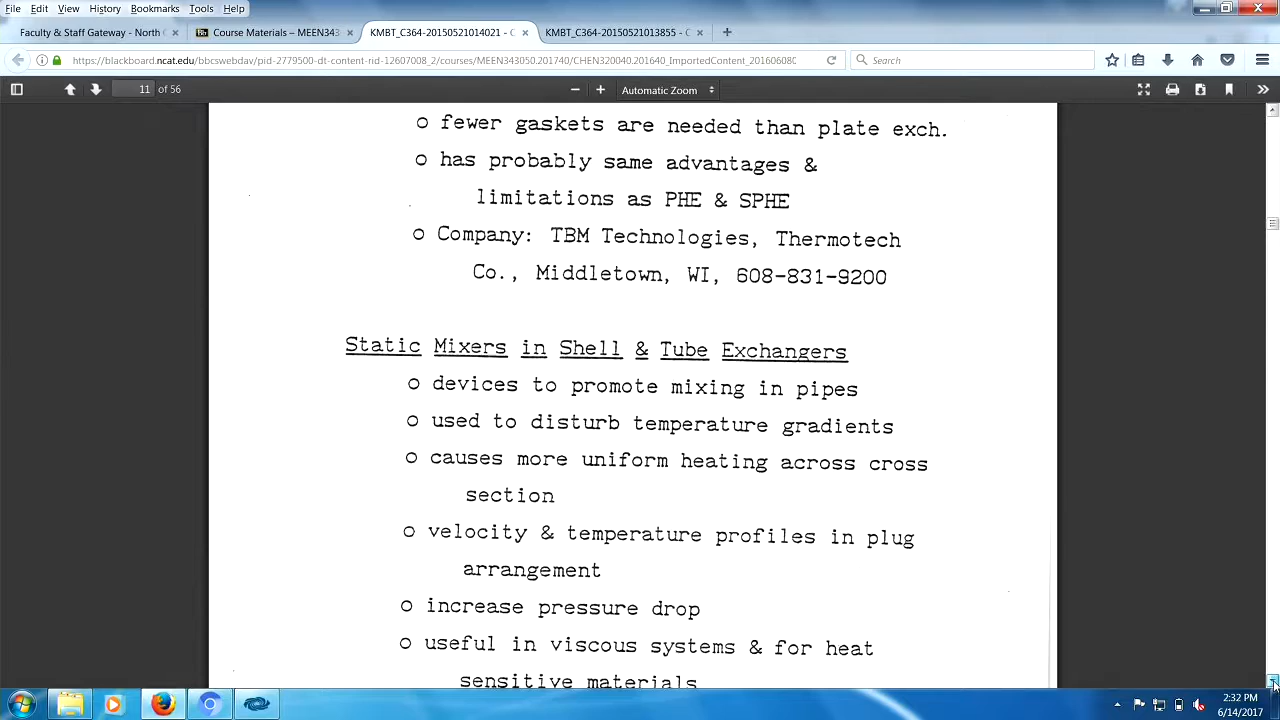 File Edit View History Bookmarks Tools Help
Faculty & Staff Gateway - North C
Course Materials – MEEN343
KMBT_C364-20150521014021 - C
KMBT_C364-20150521013855 - C
https://blackboard.ncat.edu/bbcswebdav/pid-2779500-dt-content-rid-12607008_2/courses/
Search
11 of 56
Automatic Zoom
o fewer gaskets are needed than plate exch.
o has probably same advantages &
limitations as PHE & SPHE
o Company: TBM Technologies, Thermotech
Co., Middletown, WI, 608-831-9200
Static Mixers in Shell & Tube Exchangers
o devices to promote mixing in pipes
o used to disturb temperature gradients
o causes more uniform heating across cross
section
o velocity & temperature profiles in plug
arrangement
o increase pressure drop
o useful in viscous systems & for heat
sensitive materials
2:32 PM
6/14/2017